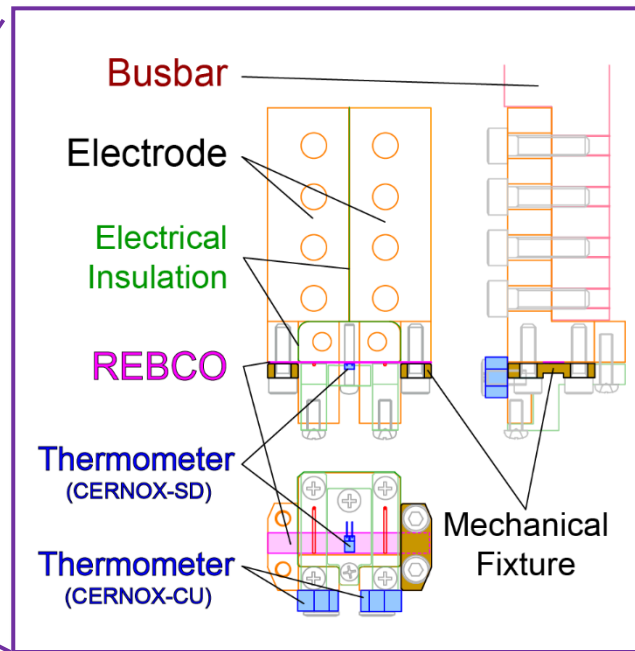 Busbar
Electrode
Electrical
Insulation
REBCO
Thermometer
(CERNOX-SD)
Thermometer
(CERNOX-CU)
Mechanical
Fixture